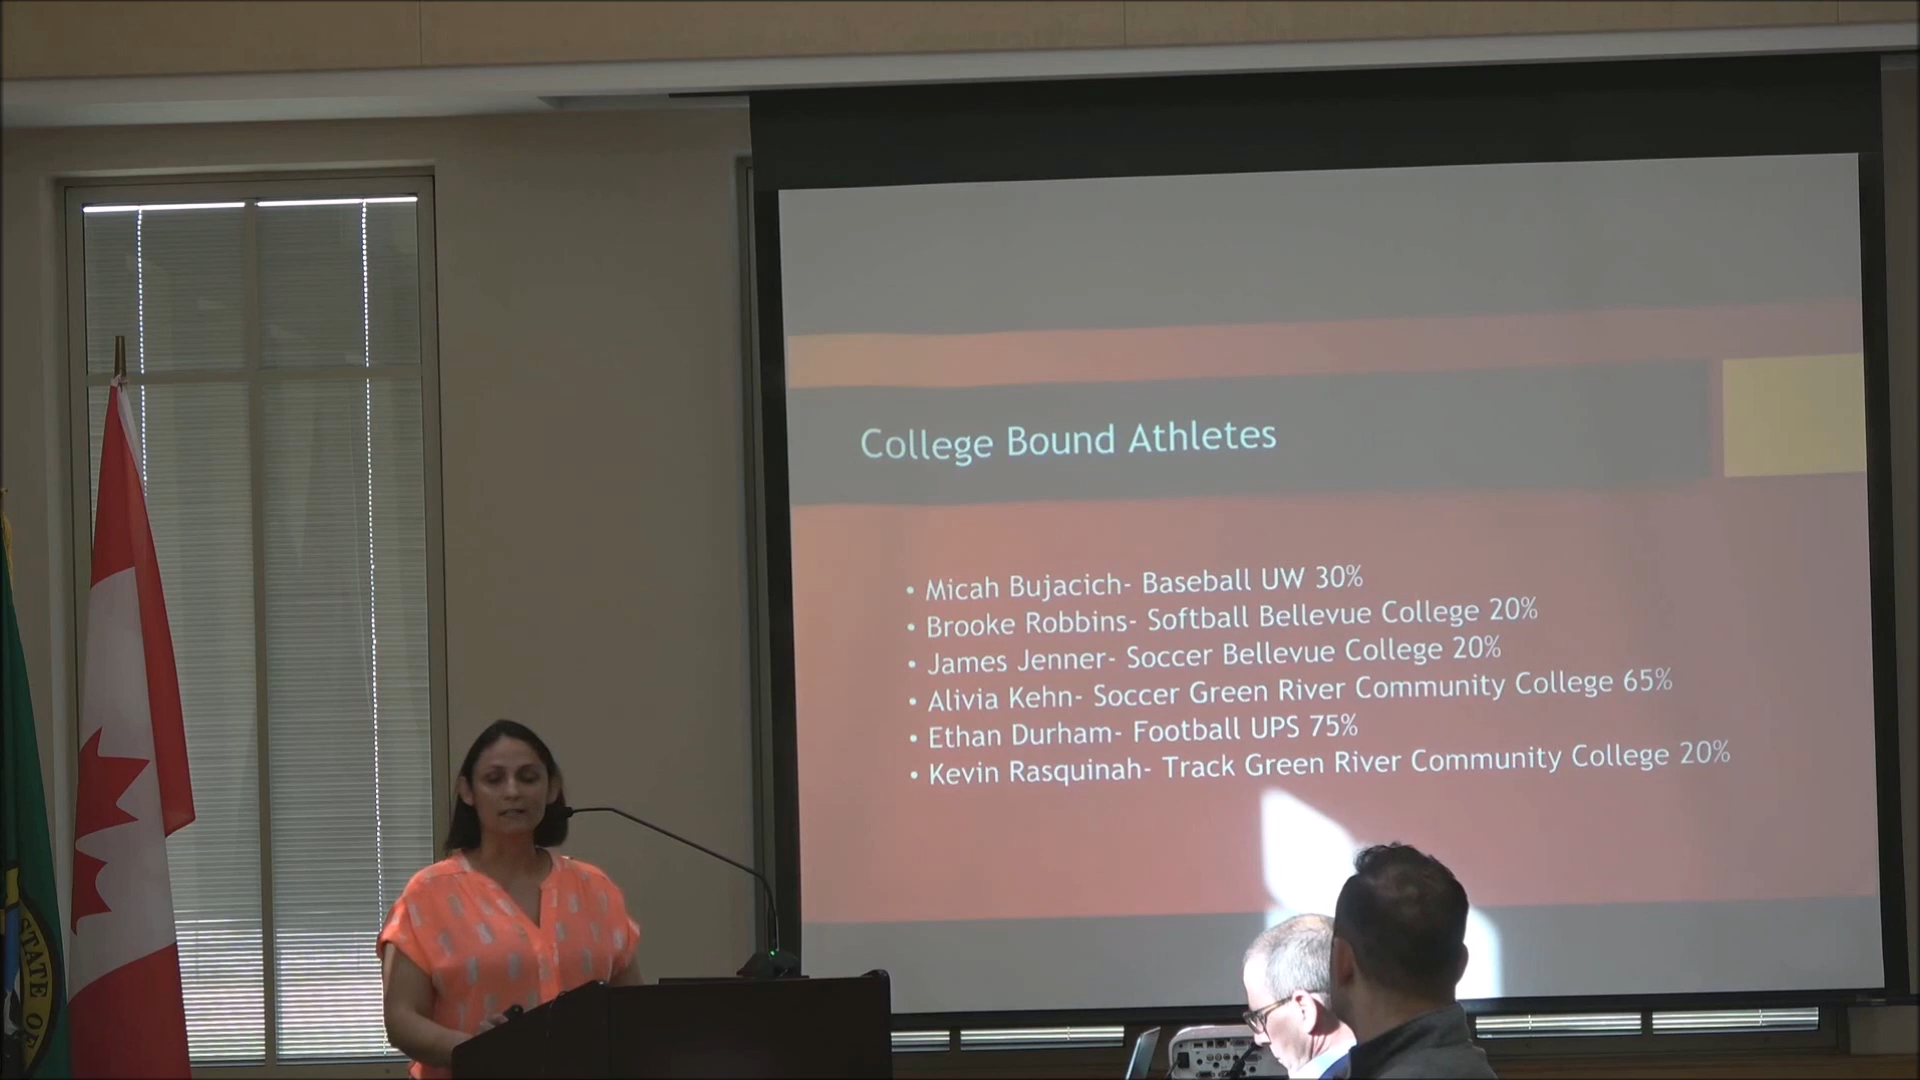 College Bound Athletes
• Micah Bujacich- Baseball UW 30%
• Brooke Robbins- Softball Bellevue College 20%
• James Jenner- Soccer Bellevue College 20%
• Alivia Kehn- Soccer Green River Community College 65%
• Ethan Durham- Football UPS 75%
• Kevin Rasquinah- Track Green River Community College 20%
STATE OF